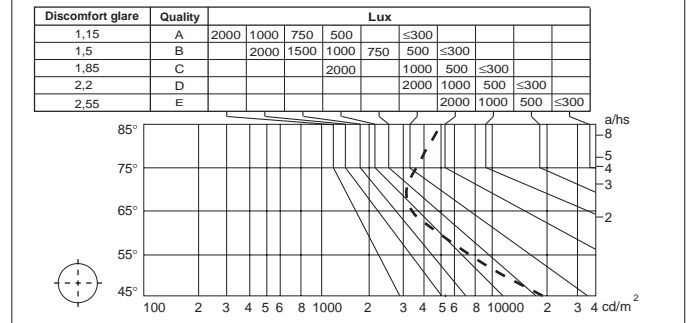 Discomfort glare Quality Lux
1,15 A 2000 1000 750 500 ≤300
1,5 B 2000 1500 1000 750 500 ≤300
1,85 C 2000 1000 500 ≤300
2,2 D 2000 1000 500 ≤300
2,55 E 2000 1000 500 ≤300
85° a/hs
8
5
75° 4
3
65° 2
55°
45°
100 2 3 4 5 6 8 1000 2 3 4 5 6 8 10000 2 3 4 cd/m²